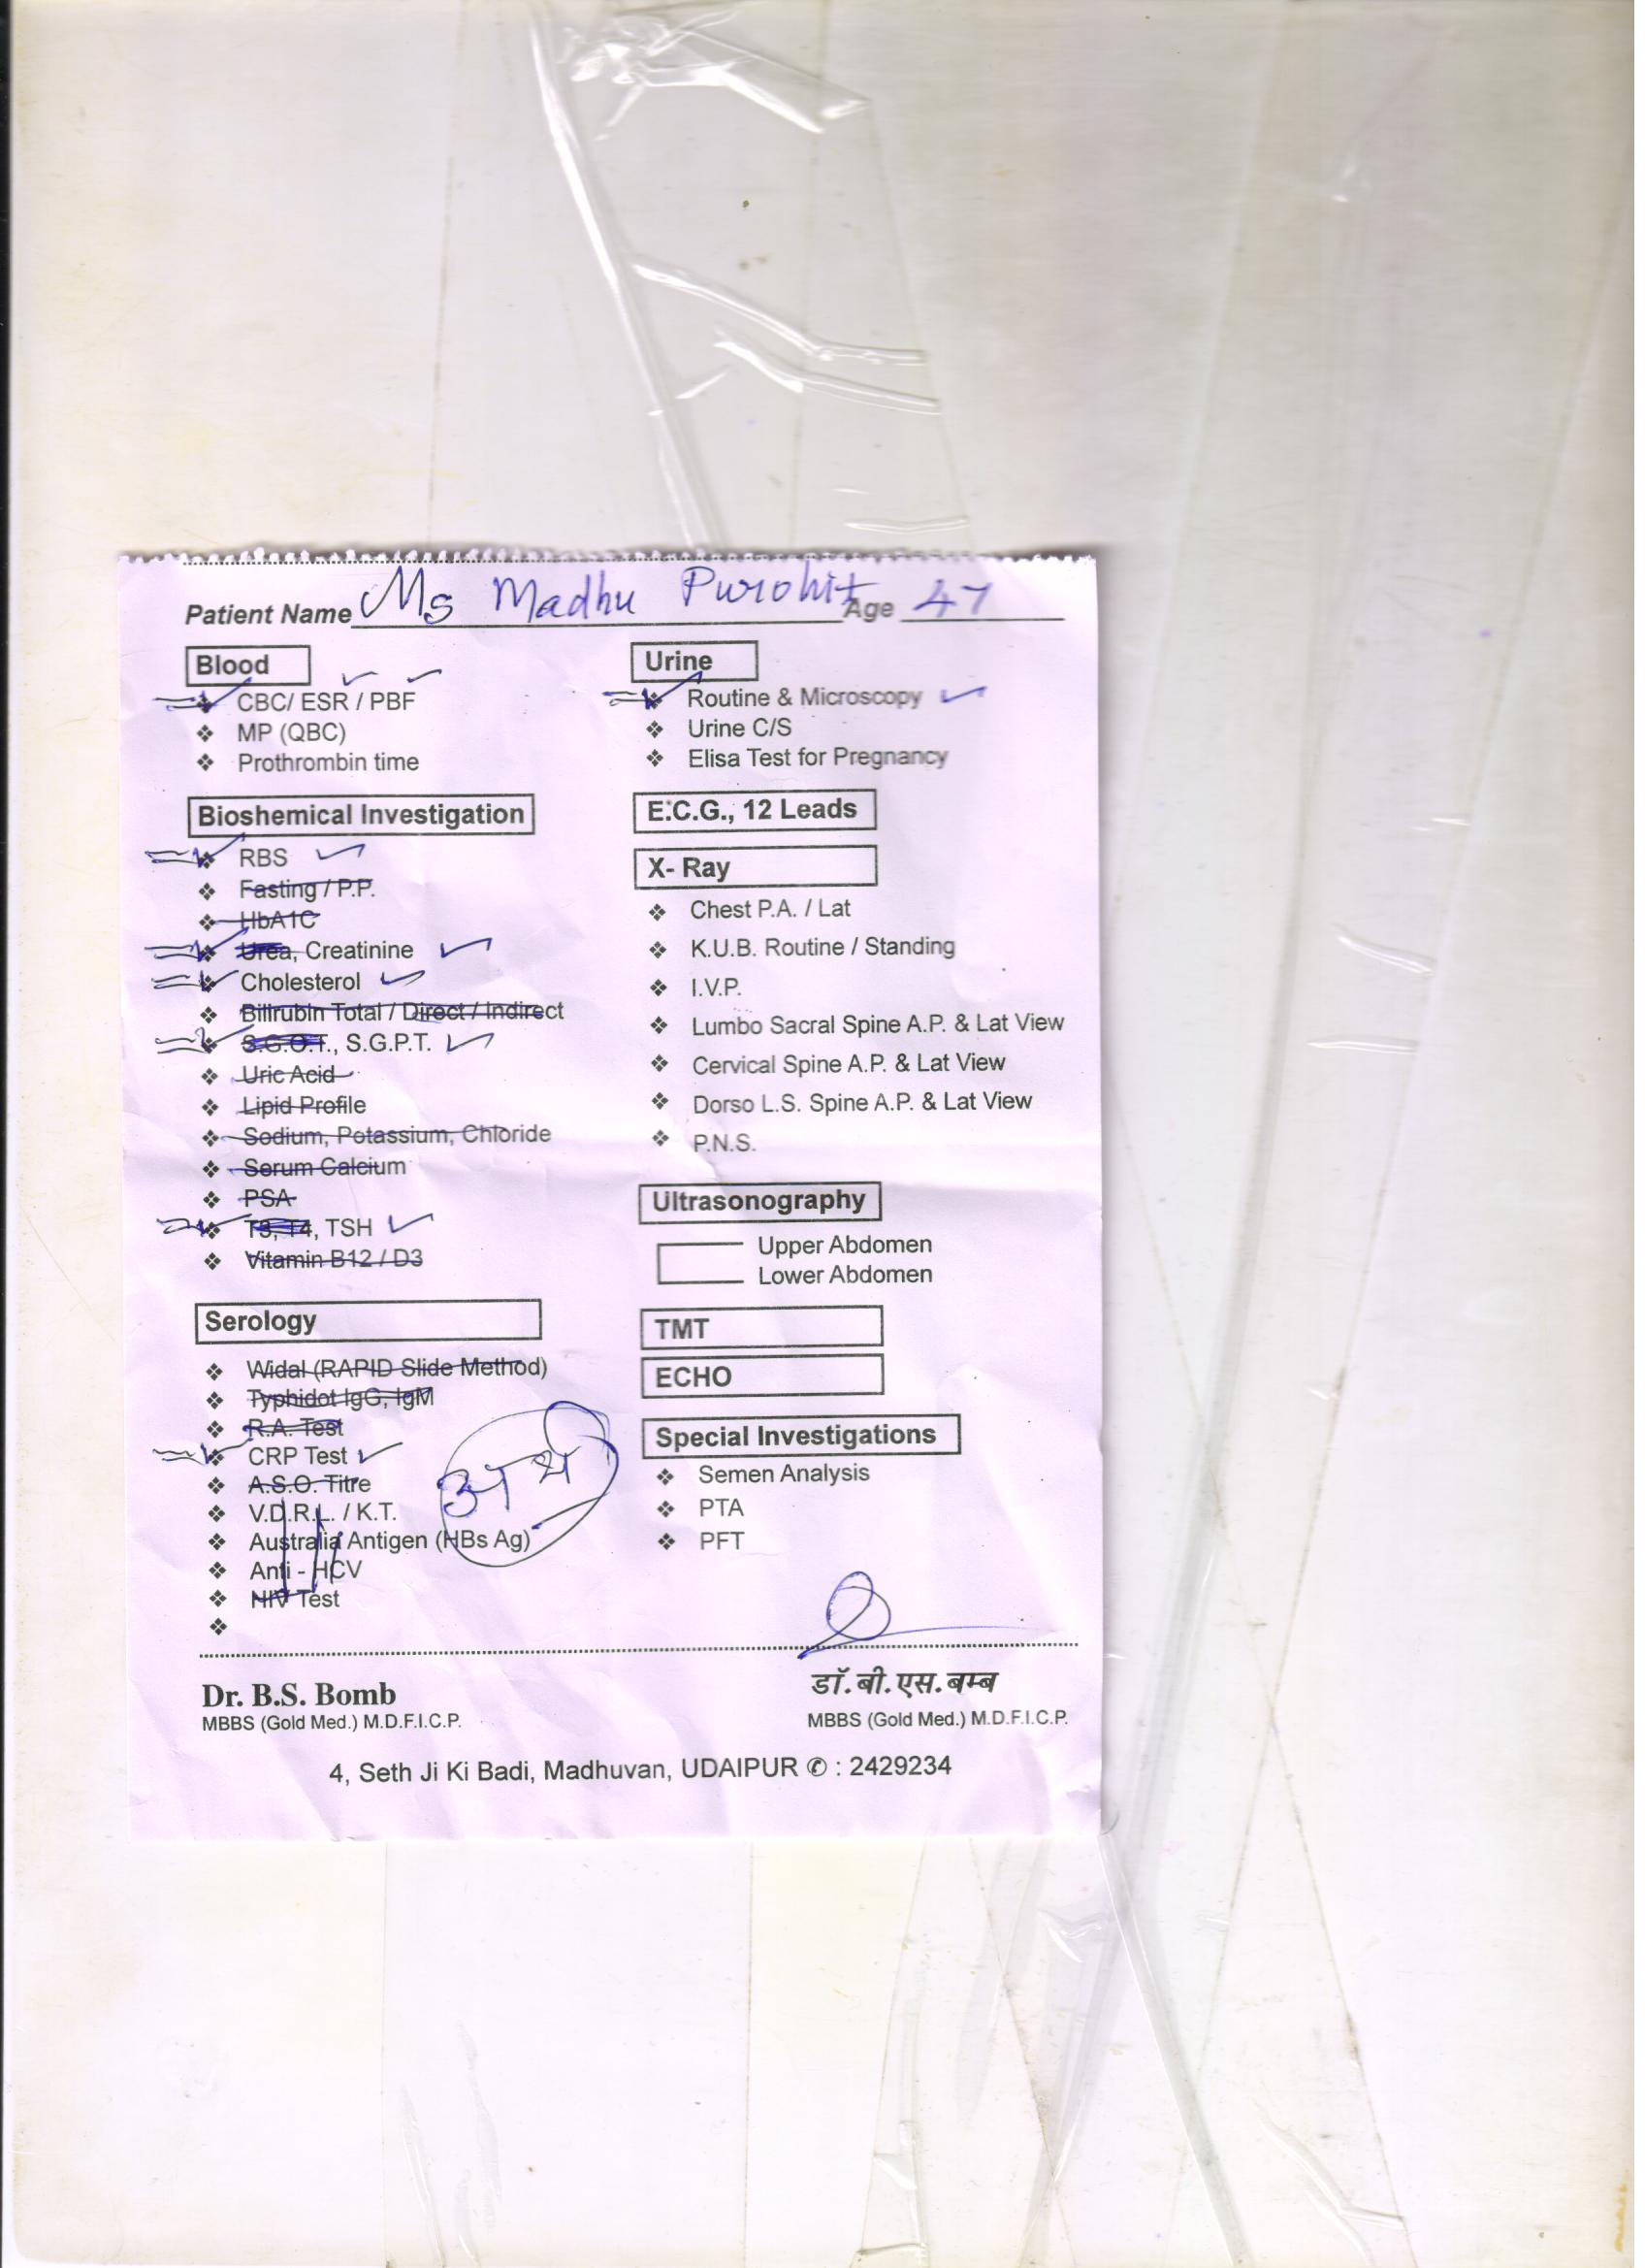 Patient Name Ms Madhu Purohit Age 47
Blood
CBC/ ESR / PBF
MP (QBC)
Prothrombin time
Bioshemical Investigation
RBS
Fasting / P.P.
HbA1C
Urea, Creatinine
Cholesterol
Bilirubin Total / Direct / Indirect
S.G.O.T., S.G.P.T.
Uric Acid
Lipid Profile
Sodium, Potassium, Chloride
Serum Calcium
PSA
T3, T4, TSH
Vitamin B12 / D3
Serology
Widal (RAPID Slide Method)
Typhidot IgG, IgM
R.A. Test
CRP Test
A.S.O. Titre
V.D.R.L. / K.T.
Australia Antigen (HBs Ag)
Anti - HCV
HIV Test
Urine
Routine & Microscopy
Urine C/S
Elisa Test for Pregnancy
E.C.G., 12 Leads
X- Ray
Chest P.A. / Lat
K.U.B. Routine / Standing
I.V.P.
Lumbo Sacral Spine A.P. & Lat View
Cervical Spine A.P. & Lat View
Dorso L.S. Spine A.P. & Lat View
P.N.S.
Ultrasonography
Upper Abdomen
Lower Abdomen
TMT
ECHO
Special Investigations
Semen Analysis
PTA
PFT
Dr. B.S. Bomb
MBBS (Gold Med.) M.D.F.I.C.P.
डॉ. बी. एस. बम्ब
MBBS (Gold Med.) M.D.F.I.C.P.
4, Seth Ji Ki Badi, Madhuvan, UDAIPUR ✆ : 2429234